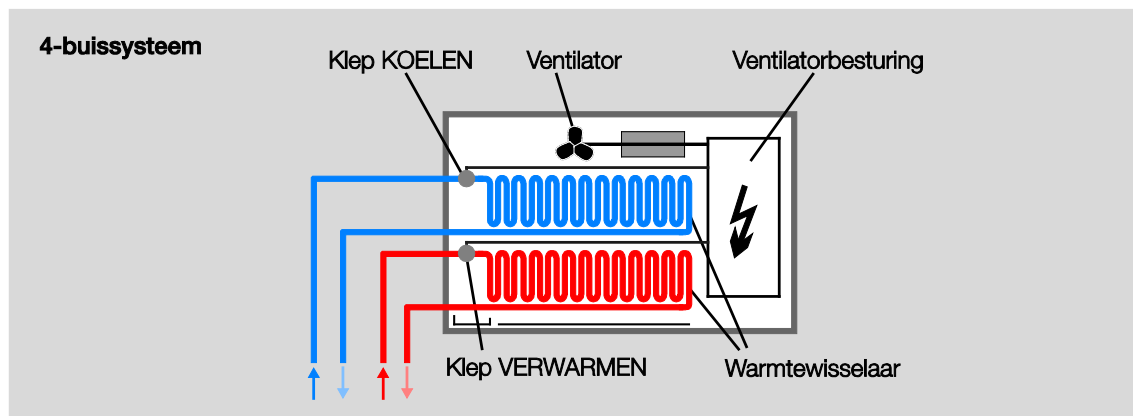 4-buissysteem
Klep KOELEN
Ventilator
Ventilatorbesturing
Klep VERWARMEN
Warmtewisselaar